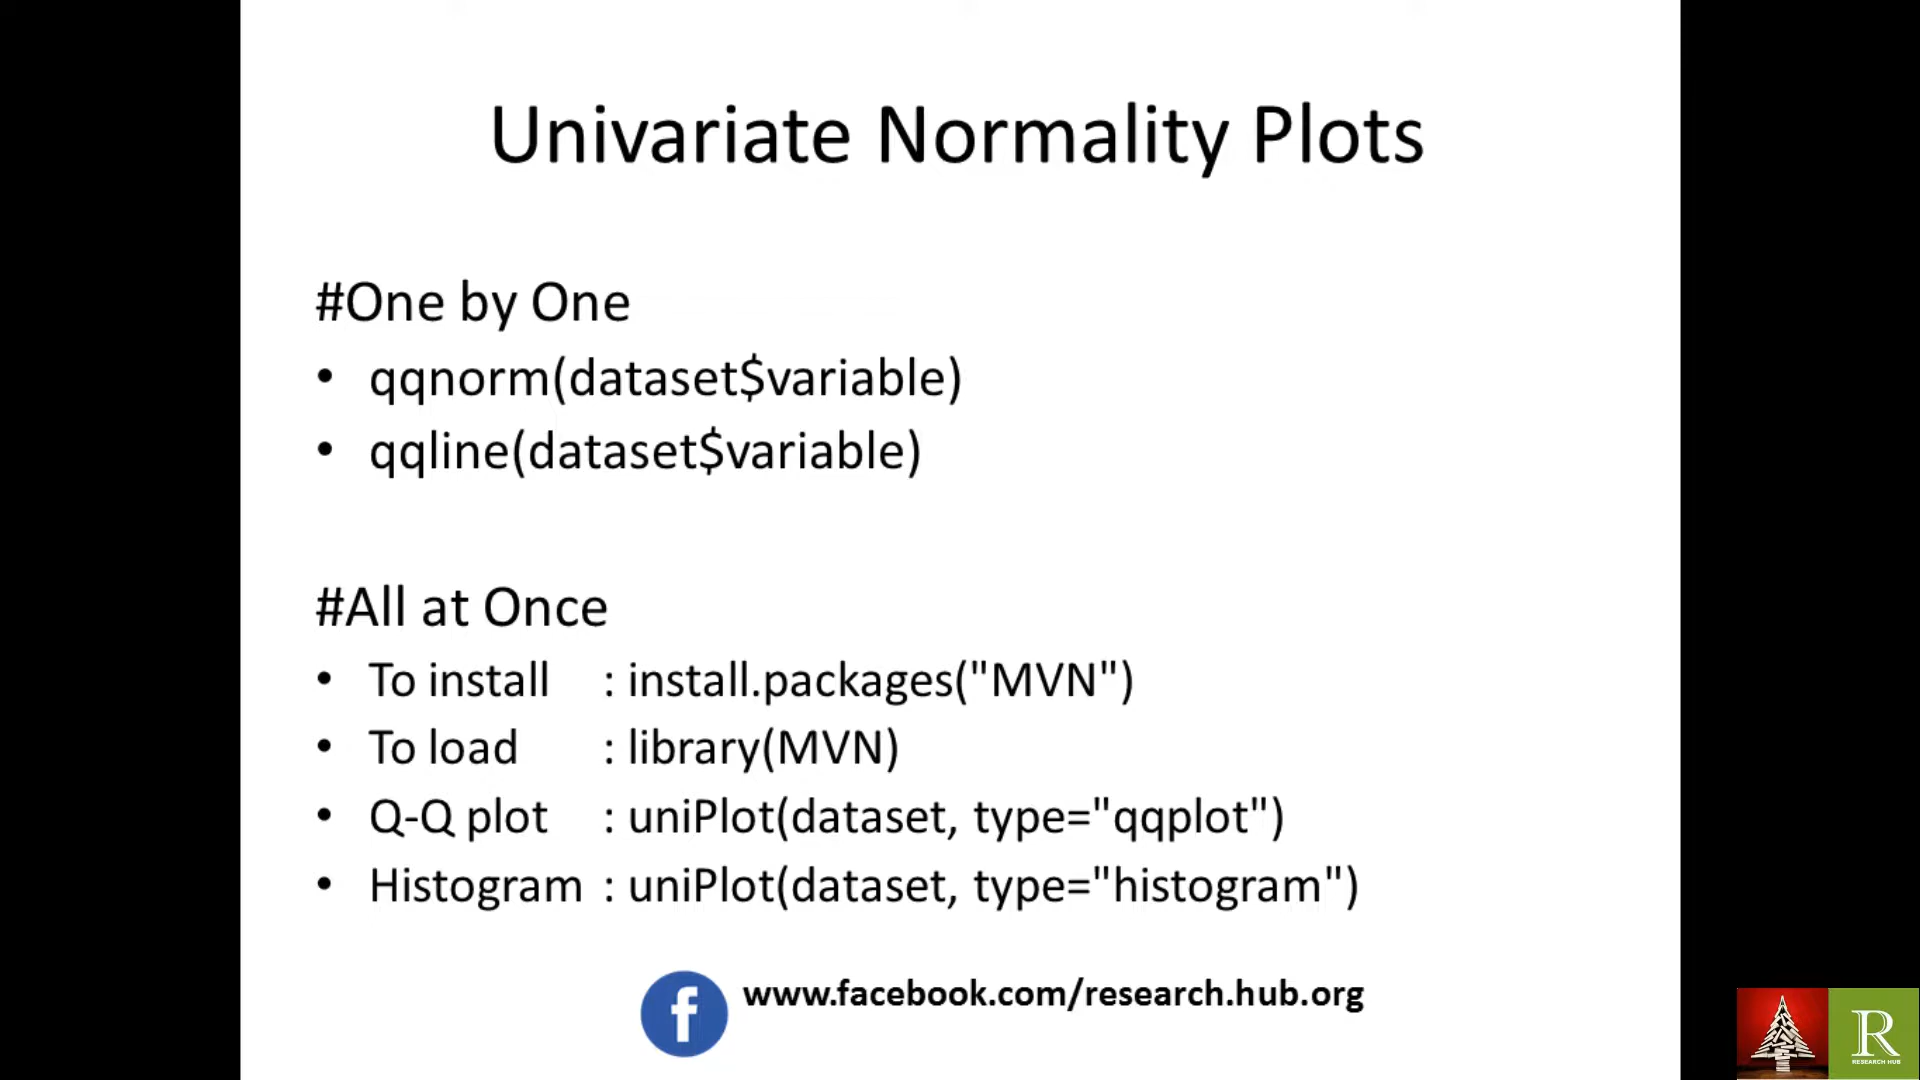 Univariate Normality Plots
#One by One
• qqnorm(dataset$variable)
• qqline(dataset$variable)
#All at Once
• To install : install.packages("MVN")
• To load : library(MVN)
• Q-Q plot : uniPlot(dataset, type="qqplot")
• Histogram : uniPlot(dataset, type="histogram")
f www.facebook.com/research.hub.org
R
RESEARCH HUB